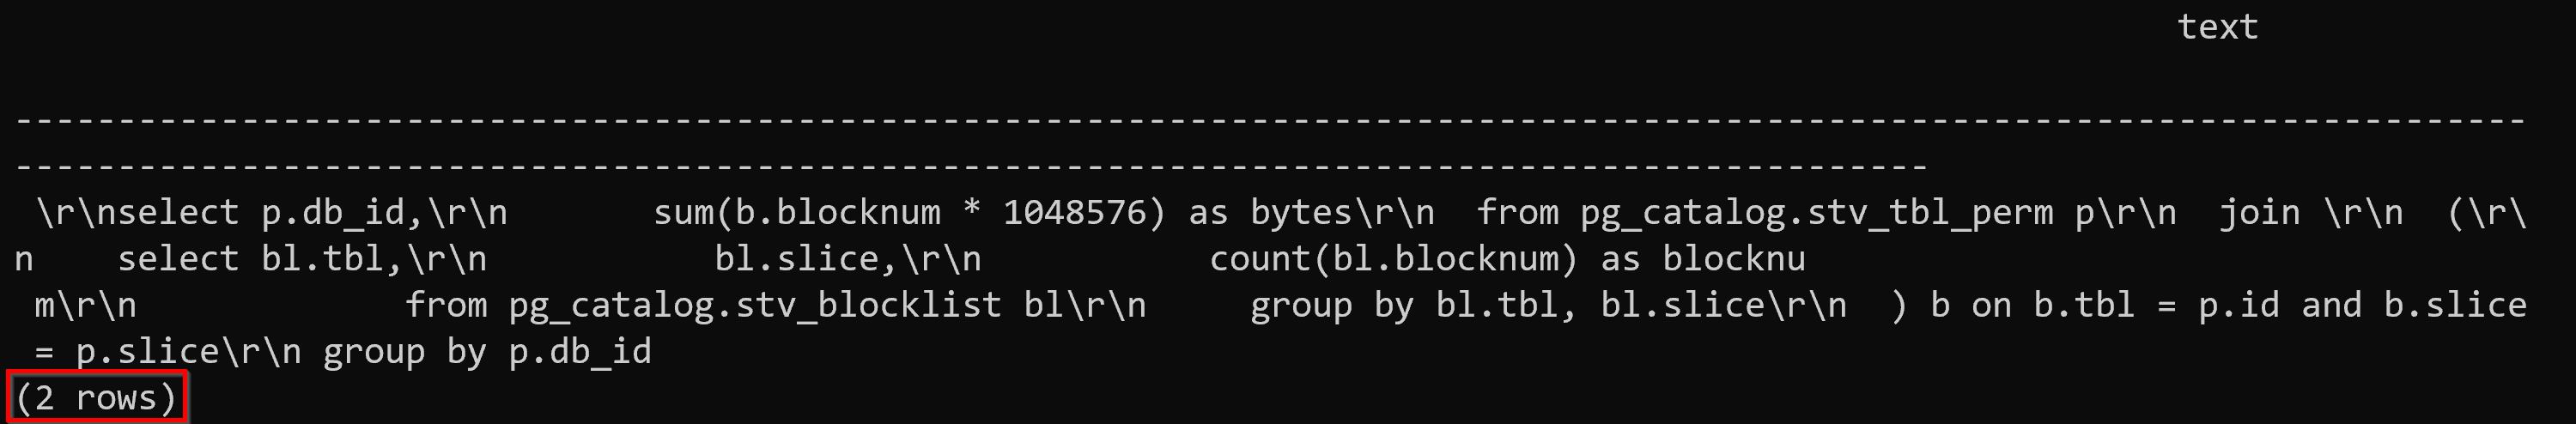 text
--------------------------------------------------------------------------------------------------------------------------
---------------------------------------------------------------------------------------------
 \r\nselect p.db_id,\r\n       sum(b.blocknum * 1048576) as bytes\r\n  from pg_catalog.stv_tbl_perm p\r\n  join \r\n  (\r\
n    select bl.tbl,\r\n           bl.slice,\r\n           count(bl.blocknum) as blocknu
 m\r\n             from pg_catalog.stv_blocklist bl\r\n     group by bl.tbl, bl.slice\r\n  ) b on b.tbl = p.id and b.slice
 = p.slice\r\n group by p.db_id
(2 rows)